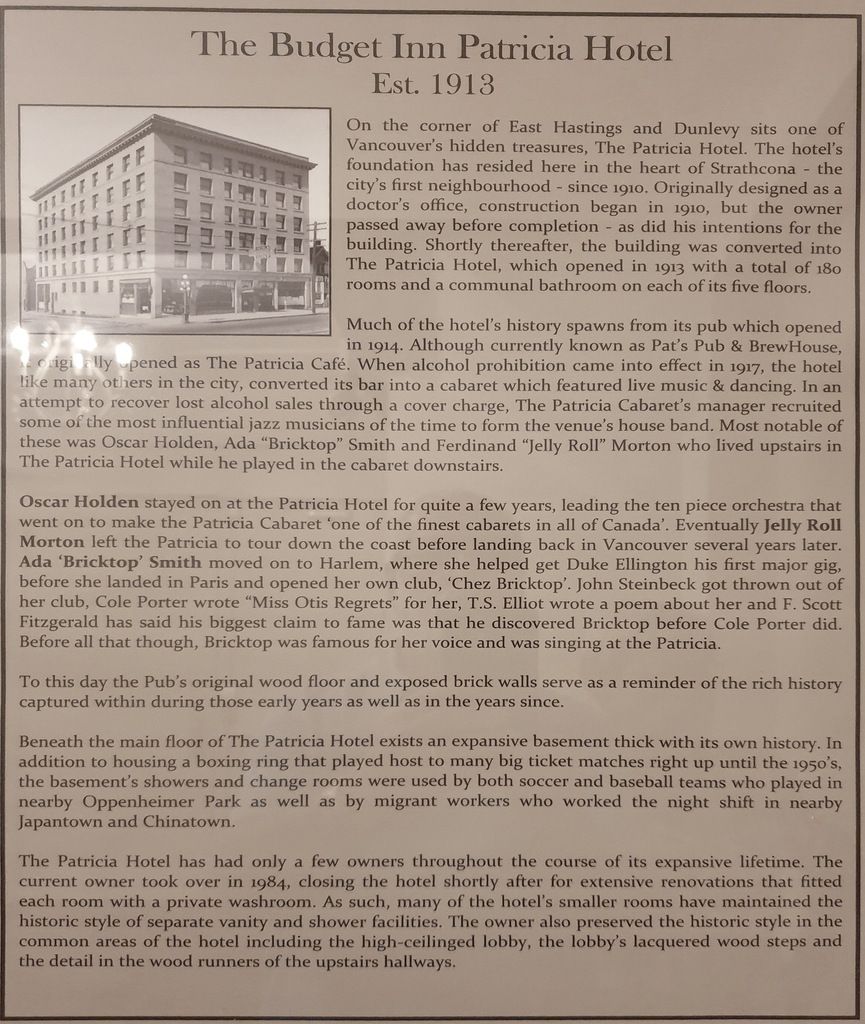 The Budget Inn Patricia Hotel
Est. 1913
On the corner of East Hastings and Dunlevy sits one of
Vancouver's hidden treasures, The Patricia Hotel. The hotel's
foundation has resided here in the heart of Strathcona - the
city's first neighbourhood - since 1910. Originally designed as a
doctor's office, construction began in 1910, but the owner
passed away before completion - as did his intentions for the
building. Shortly thereafter, the building was converted into
The Patricia Hotel, which opened in 1913 with a total of 180
rooms and a communal bathroom on each of its five floors.
Much of the hotel's history spawns from its pub which opened
in 1914. Although currently known as Pat's Pub & BrewHouse,
originally opened as The Patricia Café. When alcohol prohibition came into effect in 1917, the hotel
like many others in the city, converted its bar into a cabaret which featured live music & dancing. In an
attempt to recover lost alcohol sales through a cover charge, The Patricia Cabaret's manager recruited
some of the most influential jazz musicians of the time to form the venue's house band. Most notable of
these was Oscar Holden, Ada "Bricktop" Smith and Ferdinand "Jelly Roll" Morton who lived upstairs in
The Patricia Hotel while he played in the cabaret downstairs.
Oscar Holden stayed on at the Patricia Hotel for quite a few years, leading the ten piece orchestra that
went on to make the Patricia Cabaret 'one of the finest cabarets in all of Canada'. Eventually Jelly Roll
Morton left the Patricia to tour down the coast before landing back in Vancouver several years later.
Ada 'Bricktop' Smith moved on to Harlem, where she helped get Duke Ellington his first major gig,
before she landed in Paris and opened her own club, 'Chez Bricktop'. John Steinbeck got thrown out of
her club, Cole Porter wrote "Miss Otis Regrets" for her, T.S. Elliot wrote a poem about her and F. Scott
Fitzgerald has said his biggest claim to fame was that he discovered Bricktop before Cole Porter did.
Before all that though, Bricktop was famous for her voice and was singing at the Patricia.
To this day the Pub's original wood floor and exposed brick walls serve as a reminder of the rich history
captured within during those early years as well as in the years since.
Beneath the main floor of The Patricia Hotel exists an expansive basement thick with its own history. In
addition to housing a boxing ring that played host to many big ticket matches right up until the 1950's,
the basement's showers and change rooms were used by both soccer and baseball teams who played in
nearby Oppenheimer Park as well as by migrant workers who worked the night shift in nearby
Japantown and Chinatown.
The Patricia Hotel has had only a few owners throughout the course of its expansive lifetime. The
current owner took over in 1984, closing the hotel shortly after for extensive renovations that fitted
each room with a private washroom. As such, many of the hotel's smaller rooms have maintained the
historic style of separate vanity and shower facilities. The owner also preserved the historic style in the
common areas of the hotel including the high-ceilinged lobby, the lobby's lacquered wood steps and
the detail in the wood runners of the upstairs hallways.